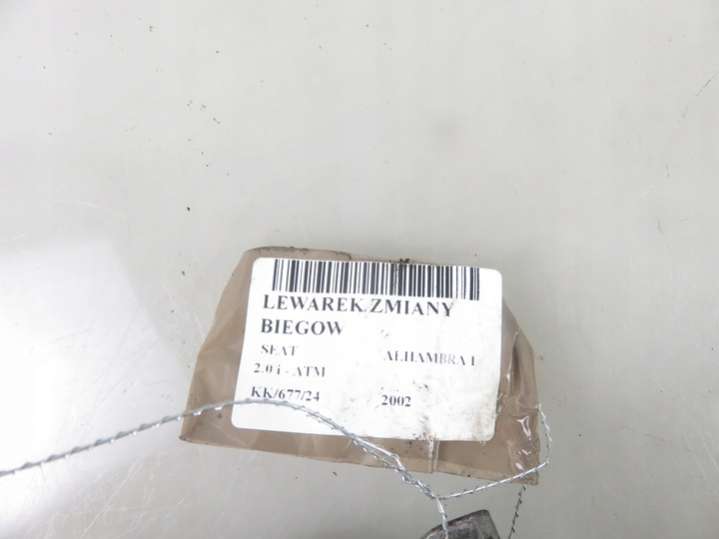 LEWAREK ZMIANY
BIEGOW
SEAT ALHAMBRA I
2.0 i - ATM
KK/677/24 2002